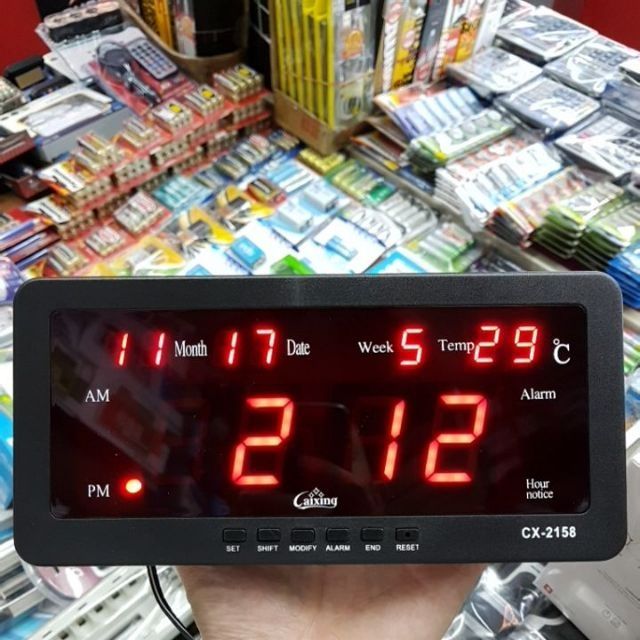 11 Month 17 Date Week 5 Temp 29 °C
AM Alarm
2 12
PM Hour
notice
Caixing
SET SHIFT MODIFY ALARM END RESET
CX-2158